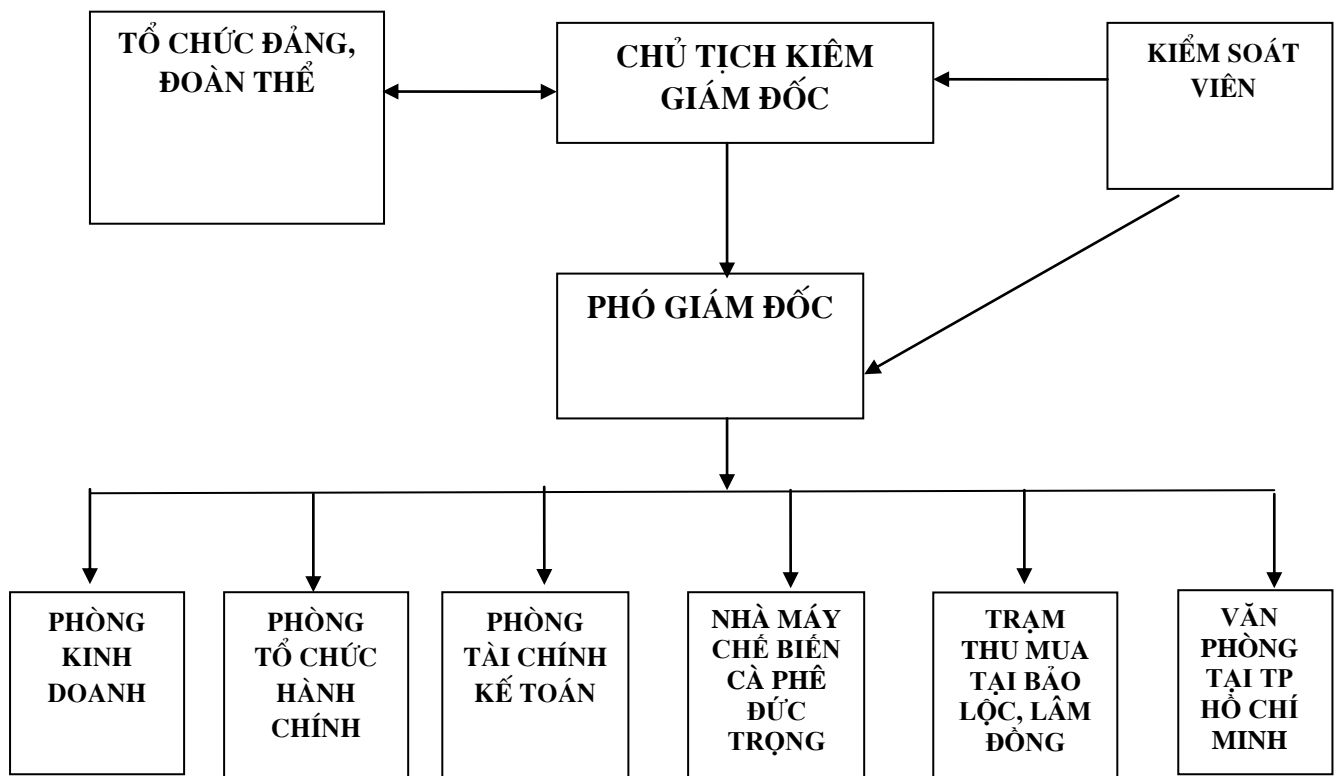 TỔ CHỨC ĐẢNG,
ĐOÀN THỂ
CHỦ TỊCH KIÊM
GIÁM ĐỐC
KIỂM SOÁT
VIÊN
PHÓ GIÁM ĐỐC
PHÒNG
KINH
DOANH
PHÒNG
TỔ CHỨC
HÀNH
CHÍNH
PHÒNG
TÀI CHÍNH
KẾ TOÁN
NHÀ MÁY
CHẾ BIẾN
CÀ PHÊ
ĐỨC
TRỌNG
TRẠM
THU MUA
TẠI BẢO
LỘC, LÂM
ĐỒNG
VĂN
PHÒNG
TẠI TP
HỒ CHÍ
MINH